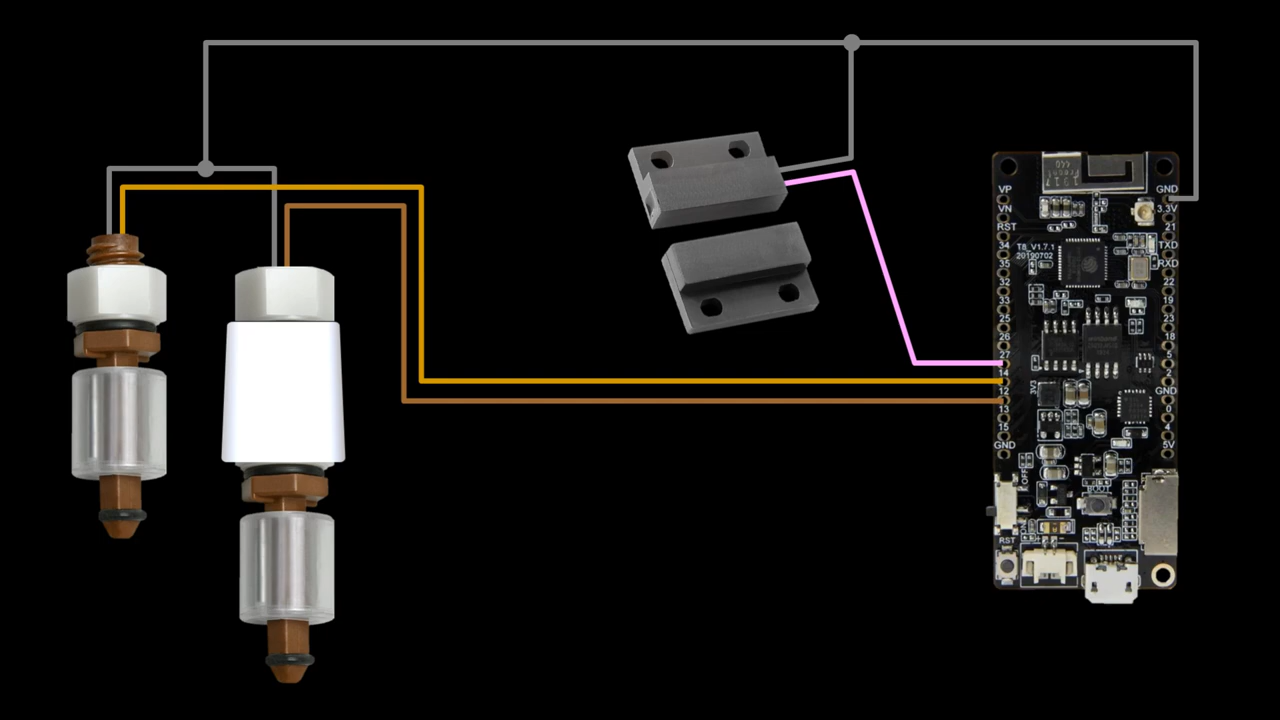 VP
VN
RST
34
35
32
33
25
26
27
14
12
13
15
GND
T8_V1.7.1
20190702
3V3
GND
3.3V
21
TXD
RXD
22
19
23
18
5
2
GND
0
4
5V
OFF
BOOT
RST